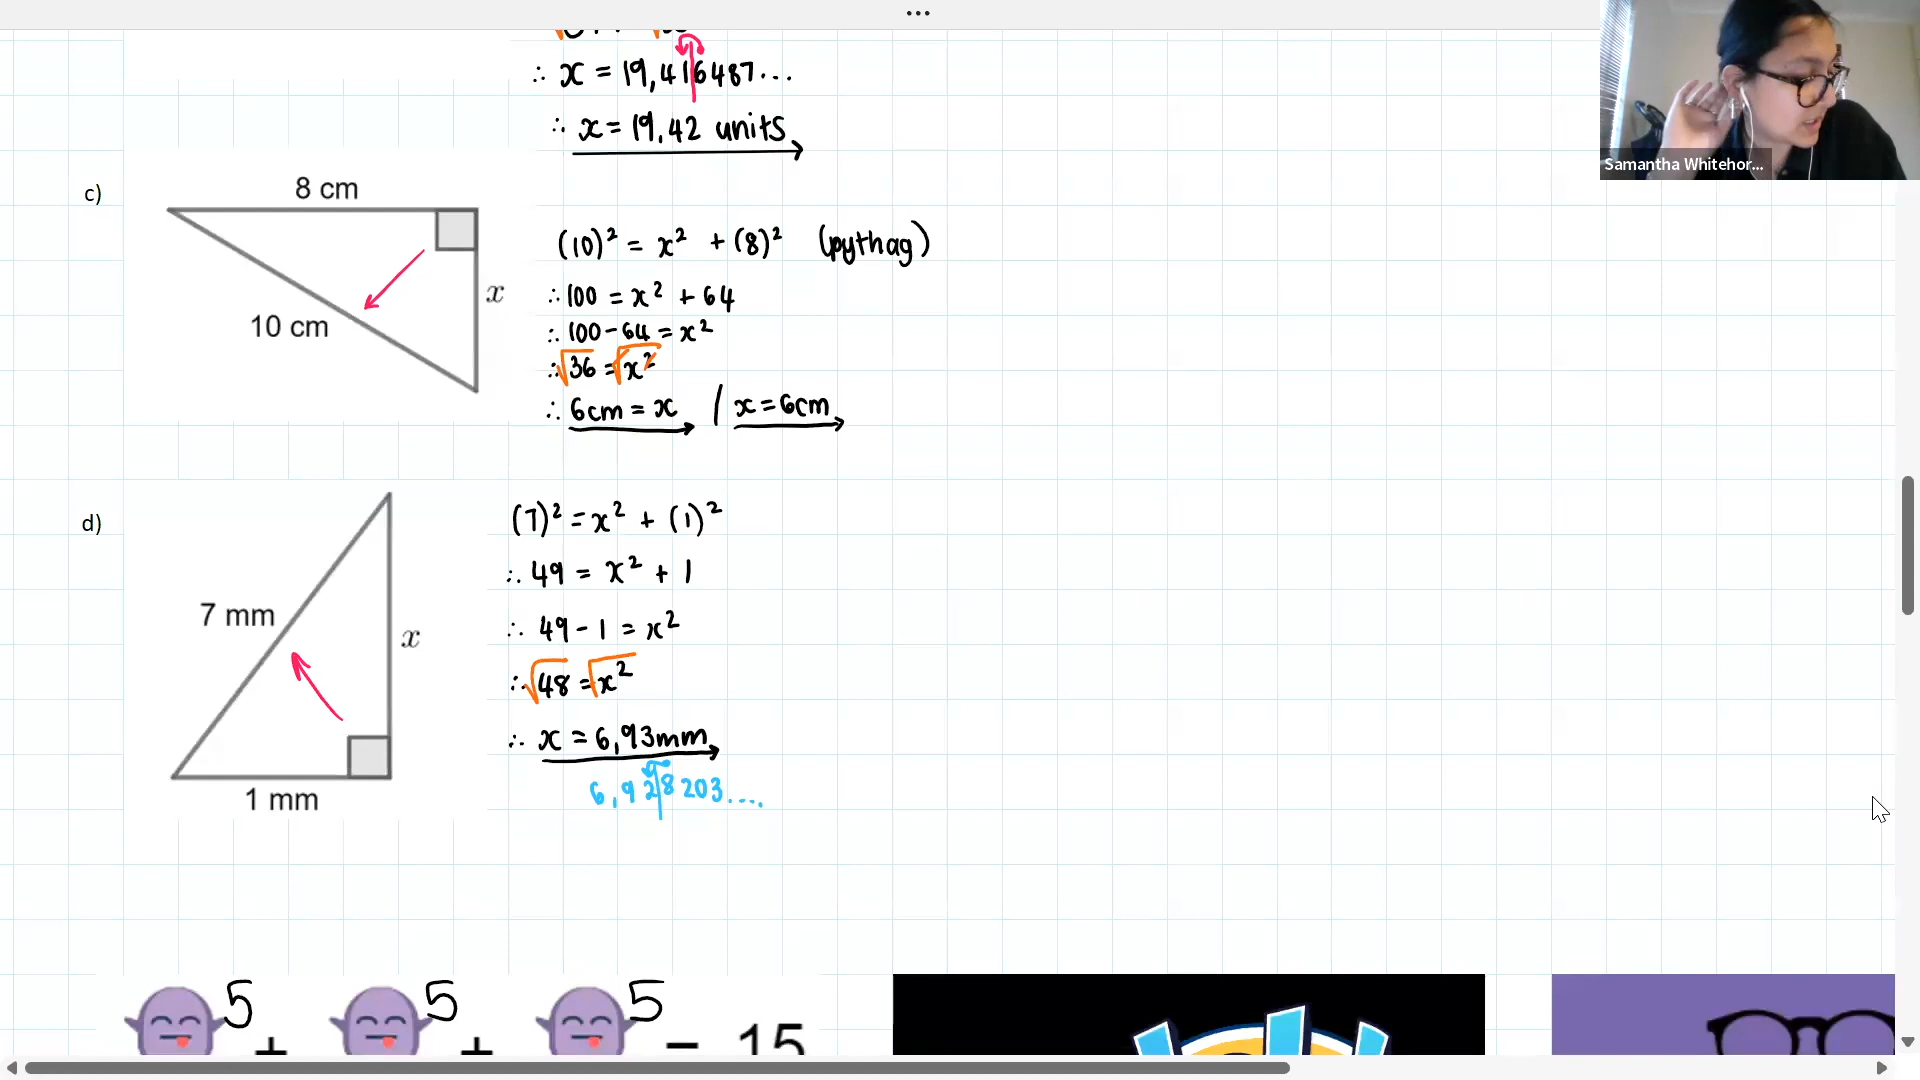 ∴ x = 19,416487...
∴ x = 19,42 units
Samantha Whitehor...
c)
8 cm
10 cm
x
(10)² = x² + (8)² (pythag)
∴ 100 = x² + 64
∴ 100 - 64 = x²
∴ √36 = √x²
∴ 6cm = x / x = 6cm
d)
7 mm
x
1 mm
(7)² = x² + (1)²
∴ 49 = x² + 1
∴ 49 - 1 = x²
∴ √48 = √x²
∴ x = 6,93mm
6,928203....
5 + 5 + 5 = 15